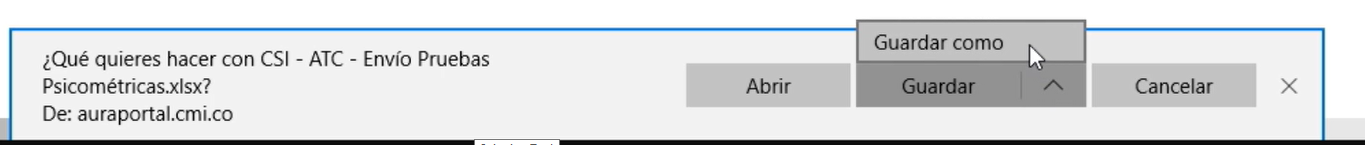 Guardar como
¿Qué quieres hacer con CSI - ATC - Envío Pruebas
Psicométricas.xlsx?
De: auraportal.cmi.co
Abrir
Guardar
Cancelar